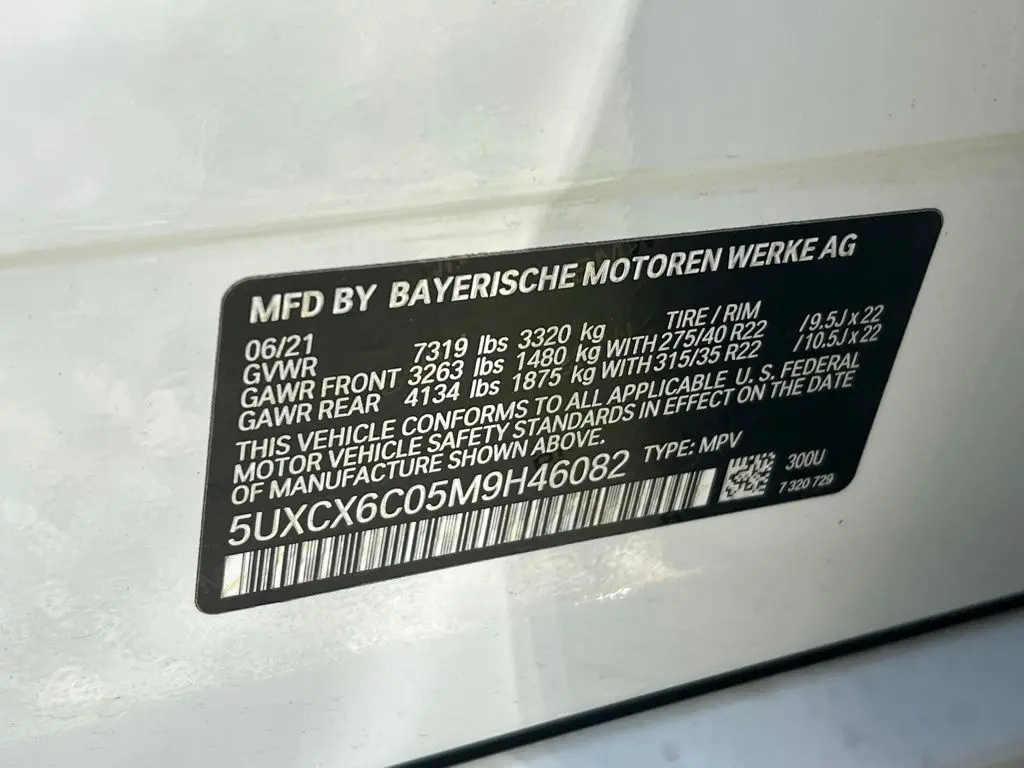 MFD BY BAYERISCHE MOTOREN WERKE AG
06/21 TIRE / RIM
GVWR 7319 lbs 3320 kg
GAWR FRONT 3263 lbs 1480 kg WITH 275/40 R22 /9.5J x 22
GAWR REAR 4134 lbs 1875 kg WITH 315/35 R22 /10.5J x 22
THIS VEHICLE CONFORMS TO ALL APPLICABLE U. S. FEDERAL
MOTOR VEHICLE SAFETY STANDARDS IN EFFECT ON THE DATE
OF MANUFACTURE SHOWN ABOVE.
5UXCX6C05M9H46082 TYPE: MPV
300U
7 320 729